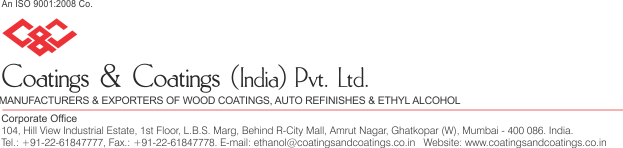 An ISO 9001:2008 Co.
C&C
Coatings & Coatings (India) Pvt. Ltd.
MANUFACTURERS & EXPORTERS OF WOOD COATINGS, AUTO REFINISHES & ETHYL ALCOHOL
Corporate Office
104, Hill View Industrial Estate, 1st Floor, L.B.S. Marg, Behind R-City Mall, Amrut Nagar, Ghatkopar (W), Mumbai - 400 086. India.
Tel.: +91-22-61847777, Fax.: +91-22-61847778. E-mail: ethanol@coatingsandcoatings.co.in Website: www.coatingsandcoatings.co.in